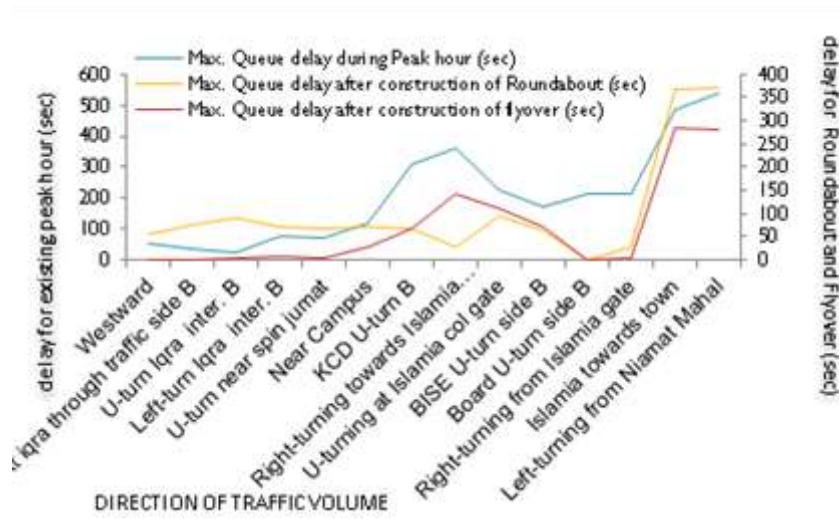 Max. Queue delay during Peak hour (sec)
Max. Queue delay after construction of Roundabout (sec)
Max. Queue delay after construction of flyover (sec)
delay for existing peak hour (sec)
600
500
400
300
200
100
0
delay for Roundabout and Flyover (sec)
400
350
300
250
200
150
100
50
0
Westward
iqra through traffic side B
U-turn Iqra inter. B
Left-turn Iqra inter. B
U-turn near spin jumat
Near Campus
KCD U-turn B
Right-turning towards Islamia...
U-turning at Islamia col gate
BISE U-turn side B
Board U-turn side B
Right-turning from Islamia gate
Islamia towards town
Left-turning from Niamat Mahal
DIRECTION OF TRAFFIC VOLUME